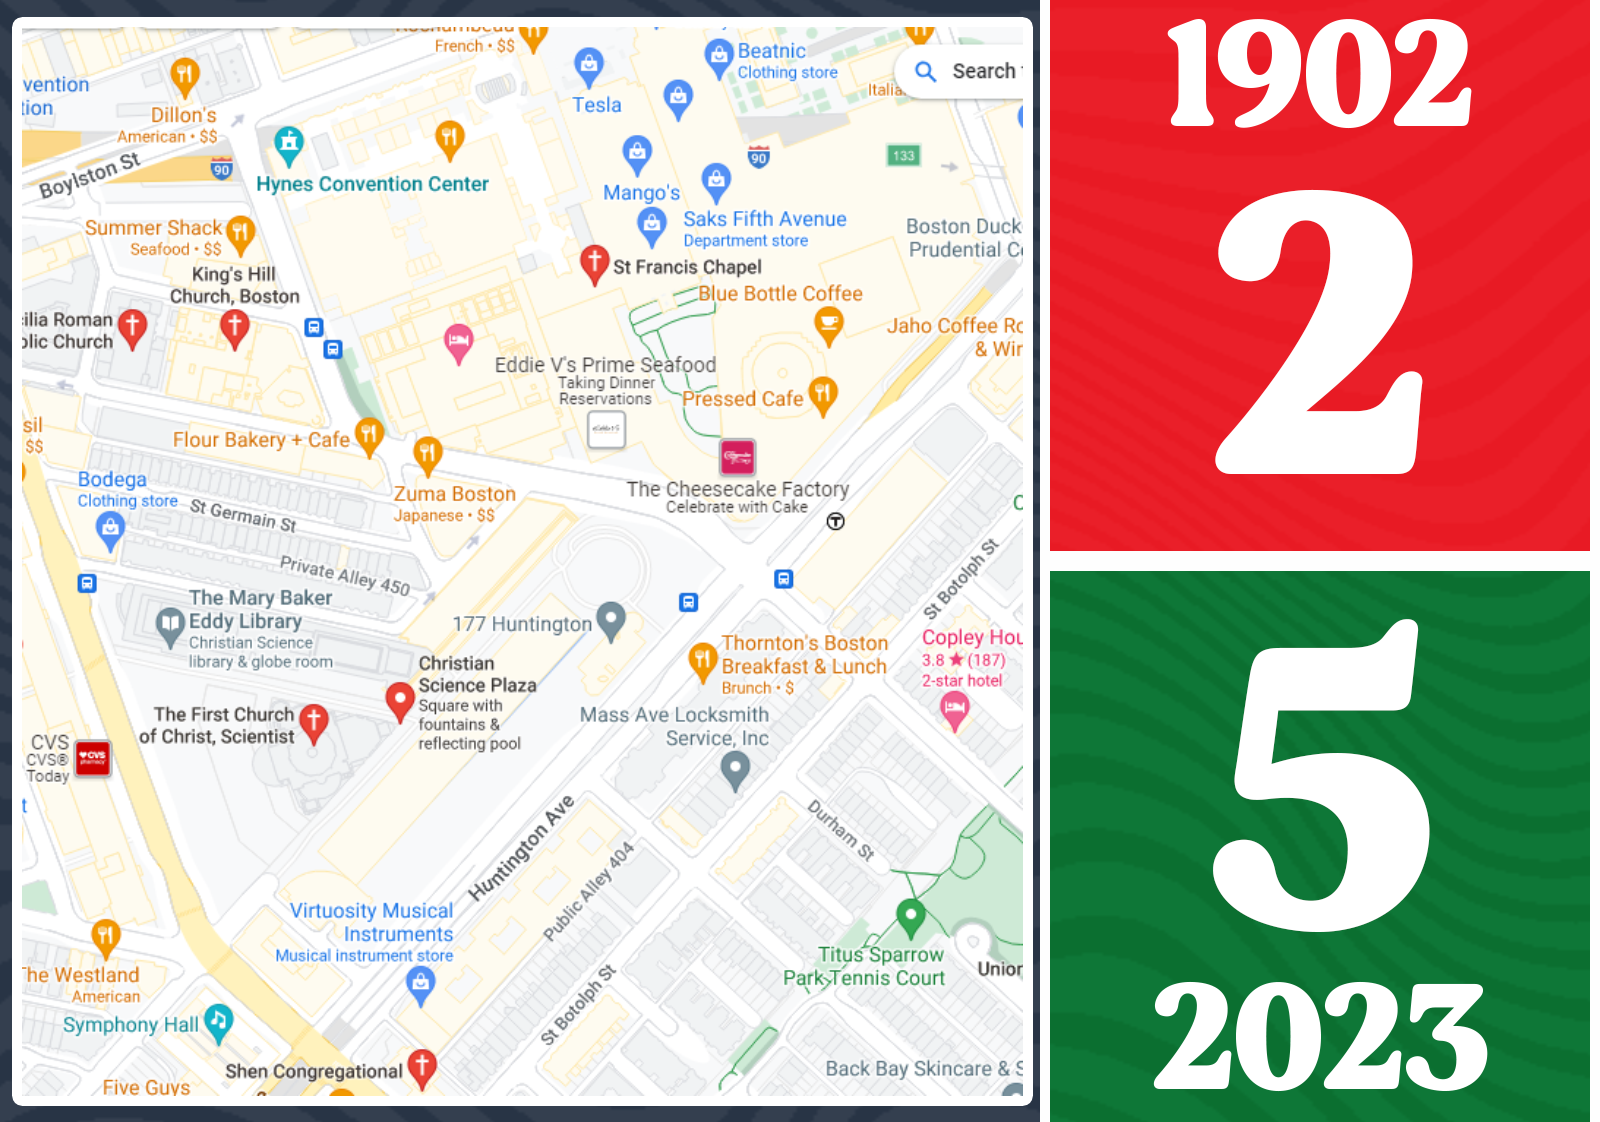 French • $$
Beatnic
Clothing store
Search
vention
tion
Tesla
Dillon's
American • $$
Boylston St
90
Hynes Convention Center
90
133
Mango's
Saks Fifth Avenue
Department store
Boston Duck
Prudential Ce
Summer Shack
Seafood • $$
King's Hill
Church, Boston
St Francis Chapel
Blue Bottle Coffee
ilia Roman
olic Church
Jaho Coffee Ro
& Win
Eddie V's Prime Seafood
Taking Dinner
Reservations
Pressed Cafe
sil
$$
Flour Bakery + Cafe
Bodega
Clothing store
Zuma Boston
Japanese • $$
The Cheesecake Factory
Celebrate with Cake
T
St Germain St
Private Alley 450
St Botolph St
The Mary Baker
Eddy Library
Christian Science
library & globe room
177 Huntington
Thornton's Boston
Breakfast & Lunch
Brunch • $
Copley Hou
3.8 ★ (187)
2-star hotel
Christian
Science Plaza
Square with
fountains &
reflecting pool
The First Church
of Christ, Scientist
Mass Ave Locksmith
Service, Inc
CVS
CVS®
Today
CVS
pharmacy
Durham St
Huntington Ave
Public Alley 404
Virtuosity Musical
Instruments
Musical instrument store
Titus Sparrow
Park Tennis Court
Union
The Westland
American
Symphony Hall
St Botolph St
Shen Congregational
Back Bay Skincare & S
Five Guys
1902
2
5
2023